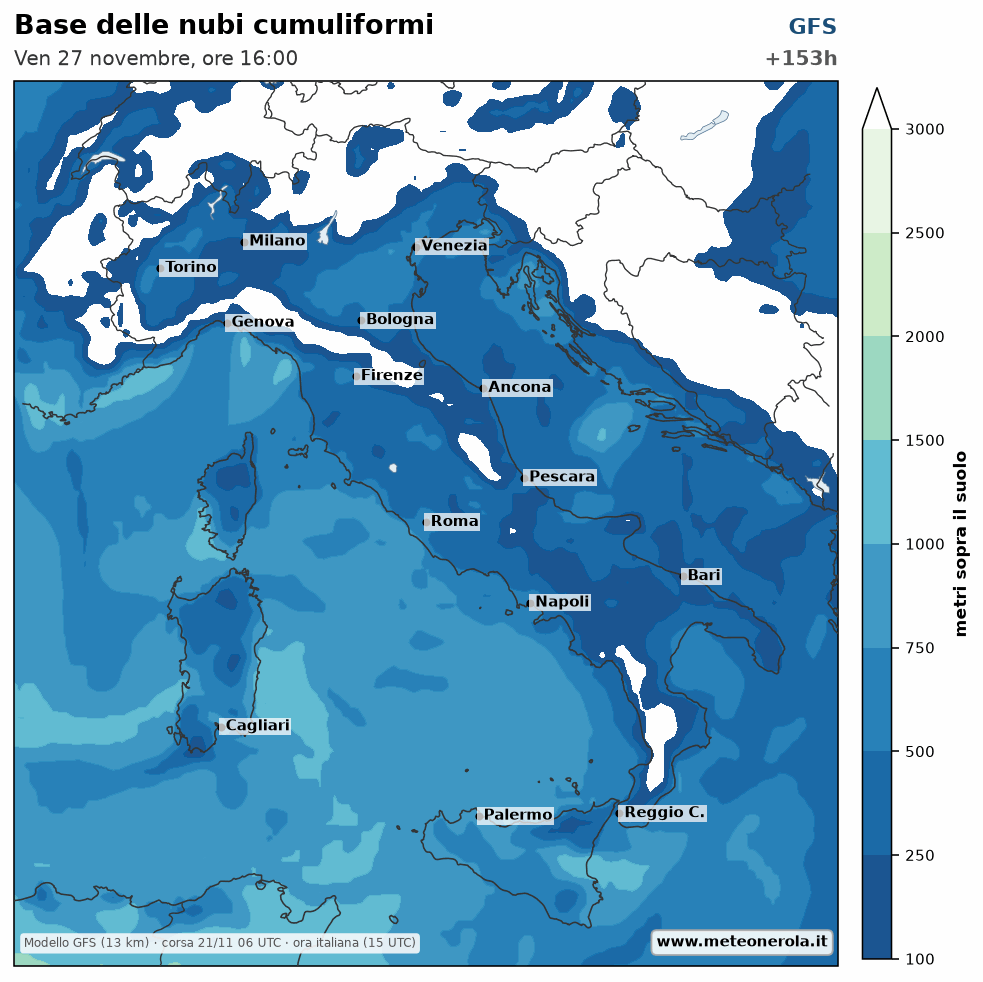 Base delle nubi cumuliformi
GFS
Ven 27 novembre, ore 16:00
+153h
Milano
Venezia
Torino
Genova
Bologna
Firenze
Ancona
Pescara
Roma
Bari
Napoli
Cagliari
Palermo
Reggio C.
3000
2500
2000
1500
1000
750
500
250
100
metri sopra il suolo
Modello GFS (13 km) · corsa 21/11 06 UTC · ora italiana (15 UTC)
www.meteonerola.it